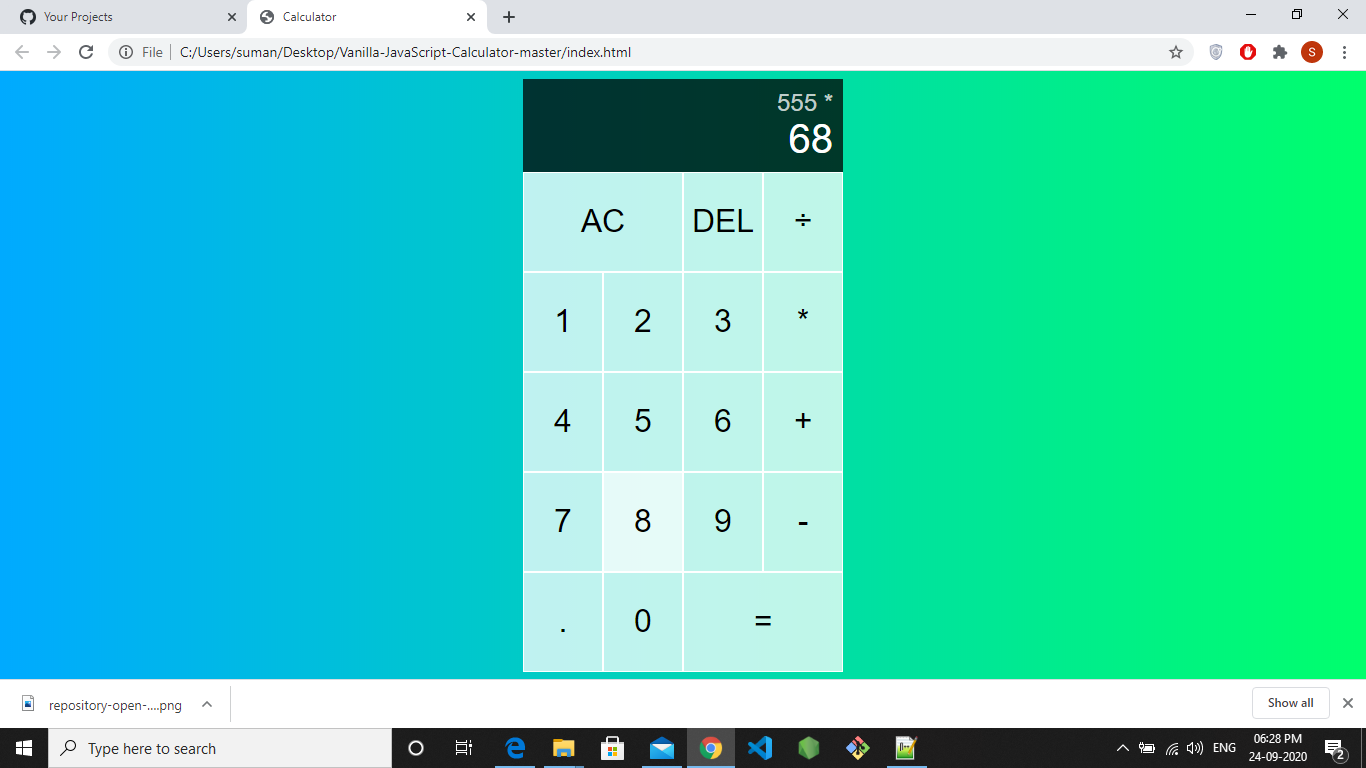 Your Projects
Calculator
File
C:/Users/suman/Desktop/Vanilla-JavaScript-Calculator-master/index.html
S
555 *
68
AC DEL ÷
1 2 3 *
4 5 6 +
7 8 9 -
. 0 =
repository-open-....png
Show all
Type here to search
ENG
06:28 PM
24-09-2020
2